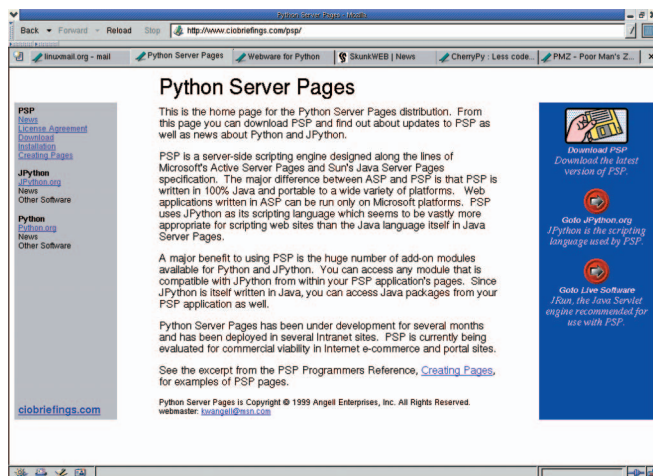 Python Server Pages - Mozilla
Back Forward Reload Stop http://www.ciobriefings.com/psp/
linuxmail.org - mail Python Server Pages Webware for Python SkunkWEB | News CherryPy : Less code... PMZ - Poor Man's Z...
Python Server Pages
PSP
News
License Agreement
Download
Installation
Creating Pages
JPython
JPython.org
News
Other Software
Python
Python.org
News
Other Software
ciobriefings.com
This is the home page for the Python Server Pages distribution. From
this page you can download PSP and find out about updates to PSP as
well as news about Python and JPython.
PSP is a server-side scripting engine designed along the lines of
Microsoft's Active Server Pages and Sun's Java Server Pages
specification. The major difference between ASP and PSP is that PSP is
written in 100% Java and portable to a wide variety of platforms. Web
applications written in ASP can be run only on Microsoft platforms. PSP
uses JPython as its scripting language which seems to be vastly more
appropriate for scripting web sites than the Java language itself in Java
Server Pages.
A major benefit to using PSP is the huge number of add-on modules
available for Python and JPython. You can access any module that is
compatible with JPython from within your PSP application's pages. Since
JPython is itself written in Java, you can access Java packages from your
PSP application as well.
Python Server Pages has been under development for several months
and has been deployed in several Intranet sites. PSP is currently being
evaluated for commercial viability in Internet e-commerce and portal sites.
See the excerpt from the PSP Programmers Reference, Creating Pages,
for examples of PSP pages.
Python Server Pages is Copyright © 1999 Angell Enterprises, Inc. All Rights Reserved.
webmaster: kwangell@msn.com
Download PSP
Download the latest
version of PSP.
Goto JPython.org
JPython is the scripting
language used by PSP.
Goto Live Software
JRun, the Java Servlet
engine recommended for
use with PSP.